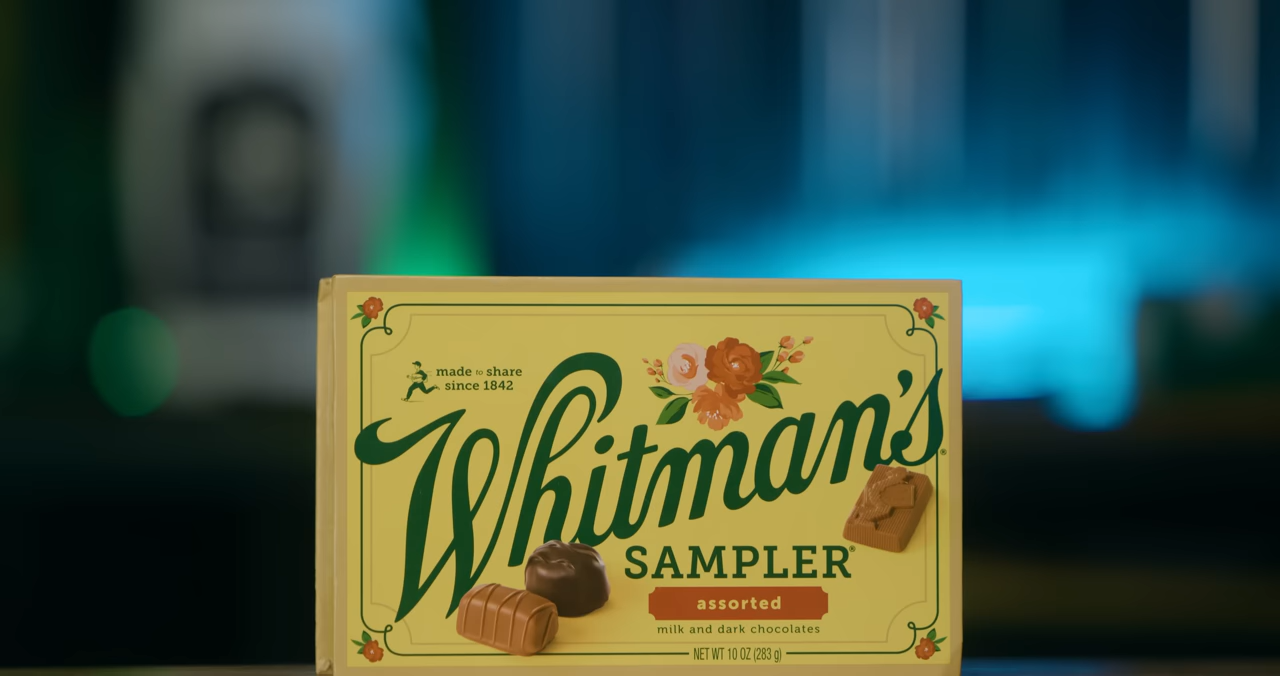 made to share
since 1842
Whitman's®
SAMPLER®
assorted
milk and dark chocolates
NET WT 10 OZ (283 g)